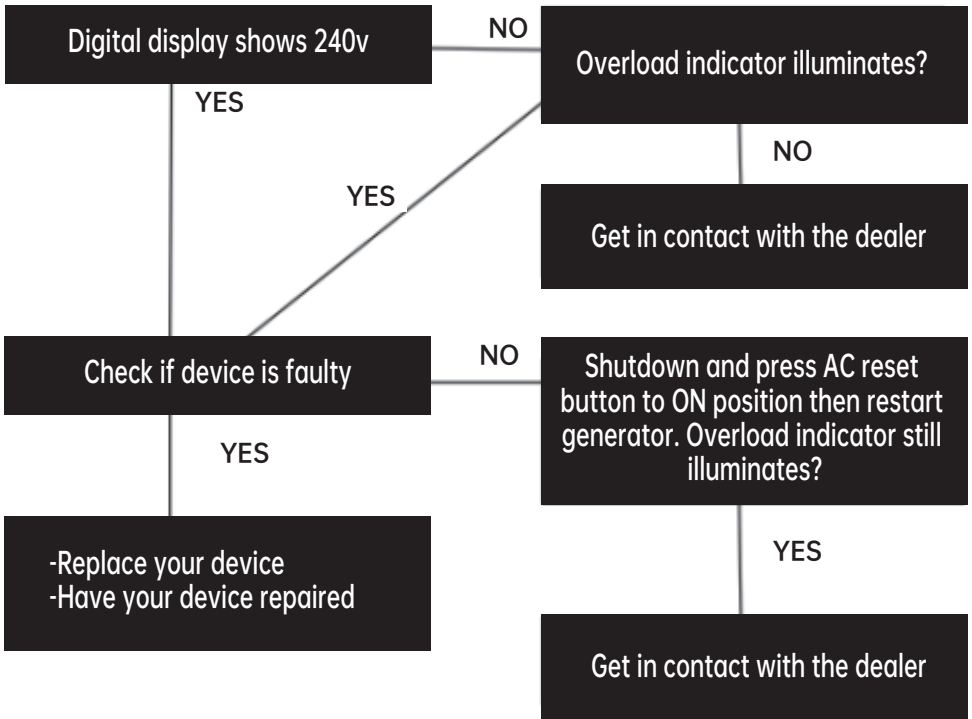 Digital display shows 240v
NO
Overload indicator illuminates?
YES
NO
YES
Get in contact with the dealer
Check if device is faulty
NO
Shutdown and press AC reset
button to ON position then restart
generator. Overload indicator still
illuminates?
YES
-Replace your device
-Have your device repaired
YES
Get in contact with the dealer